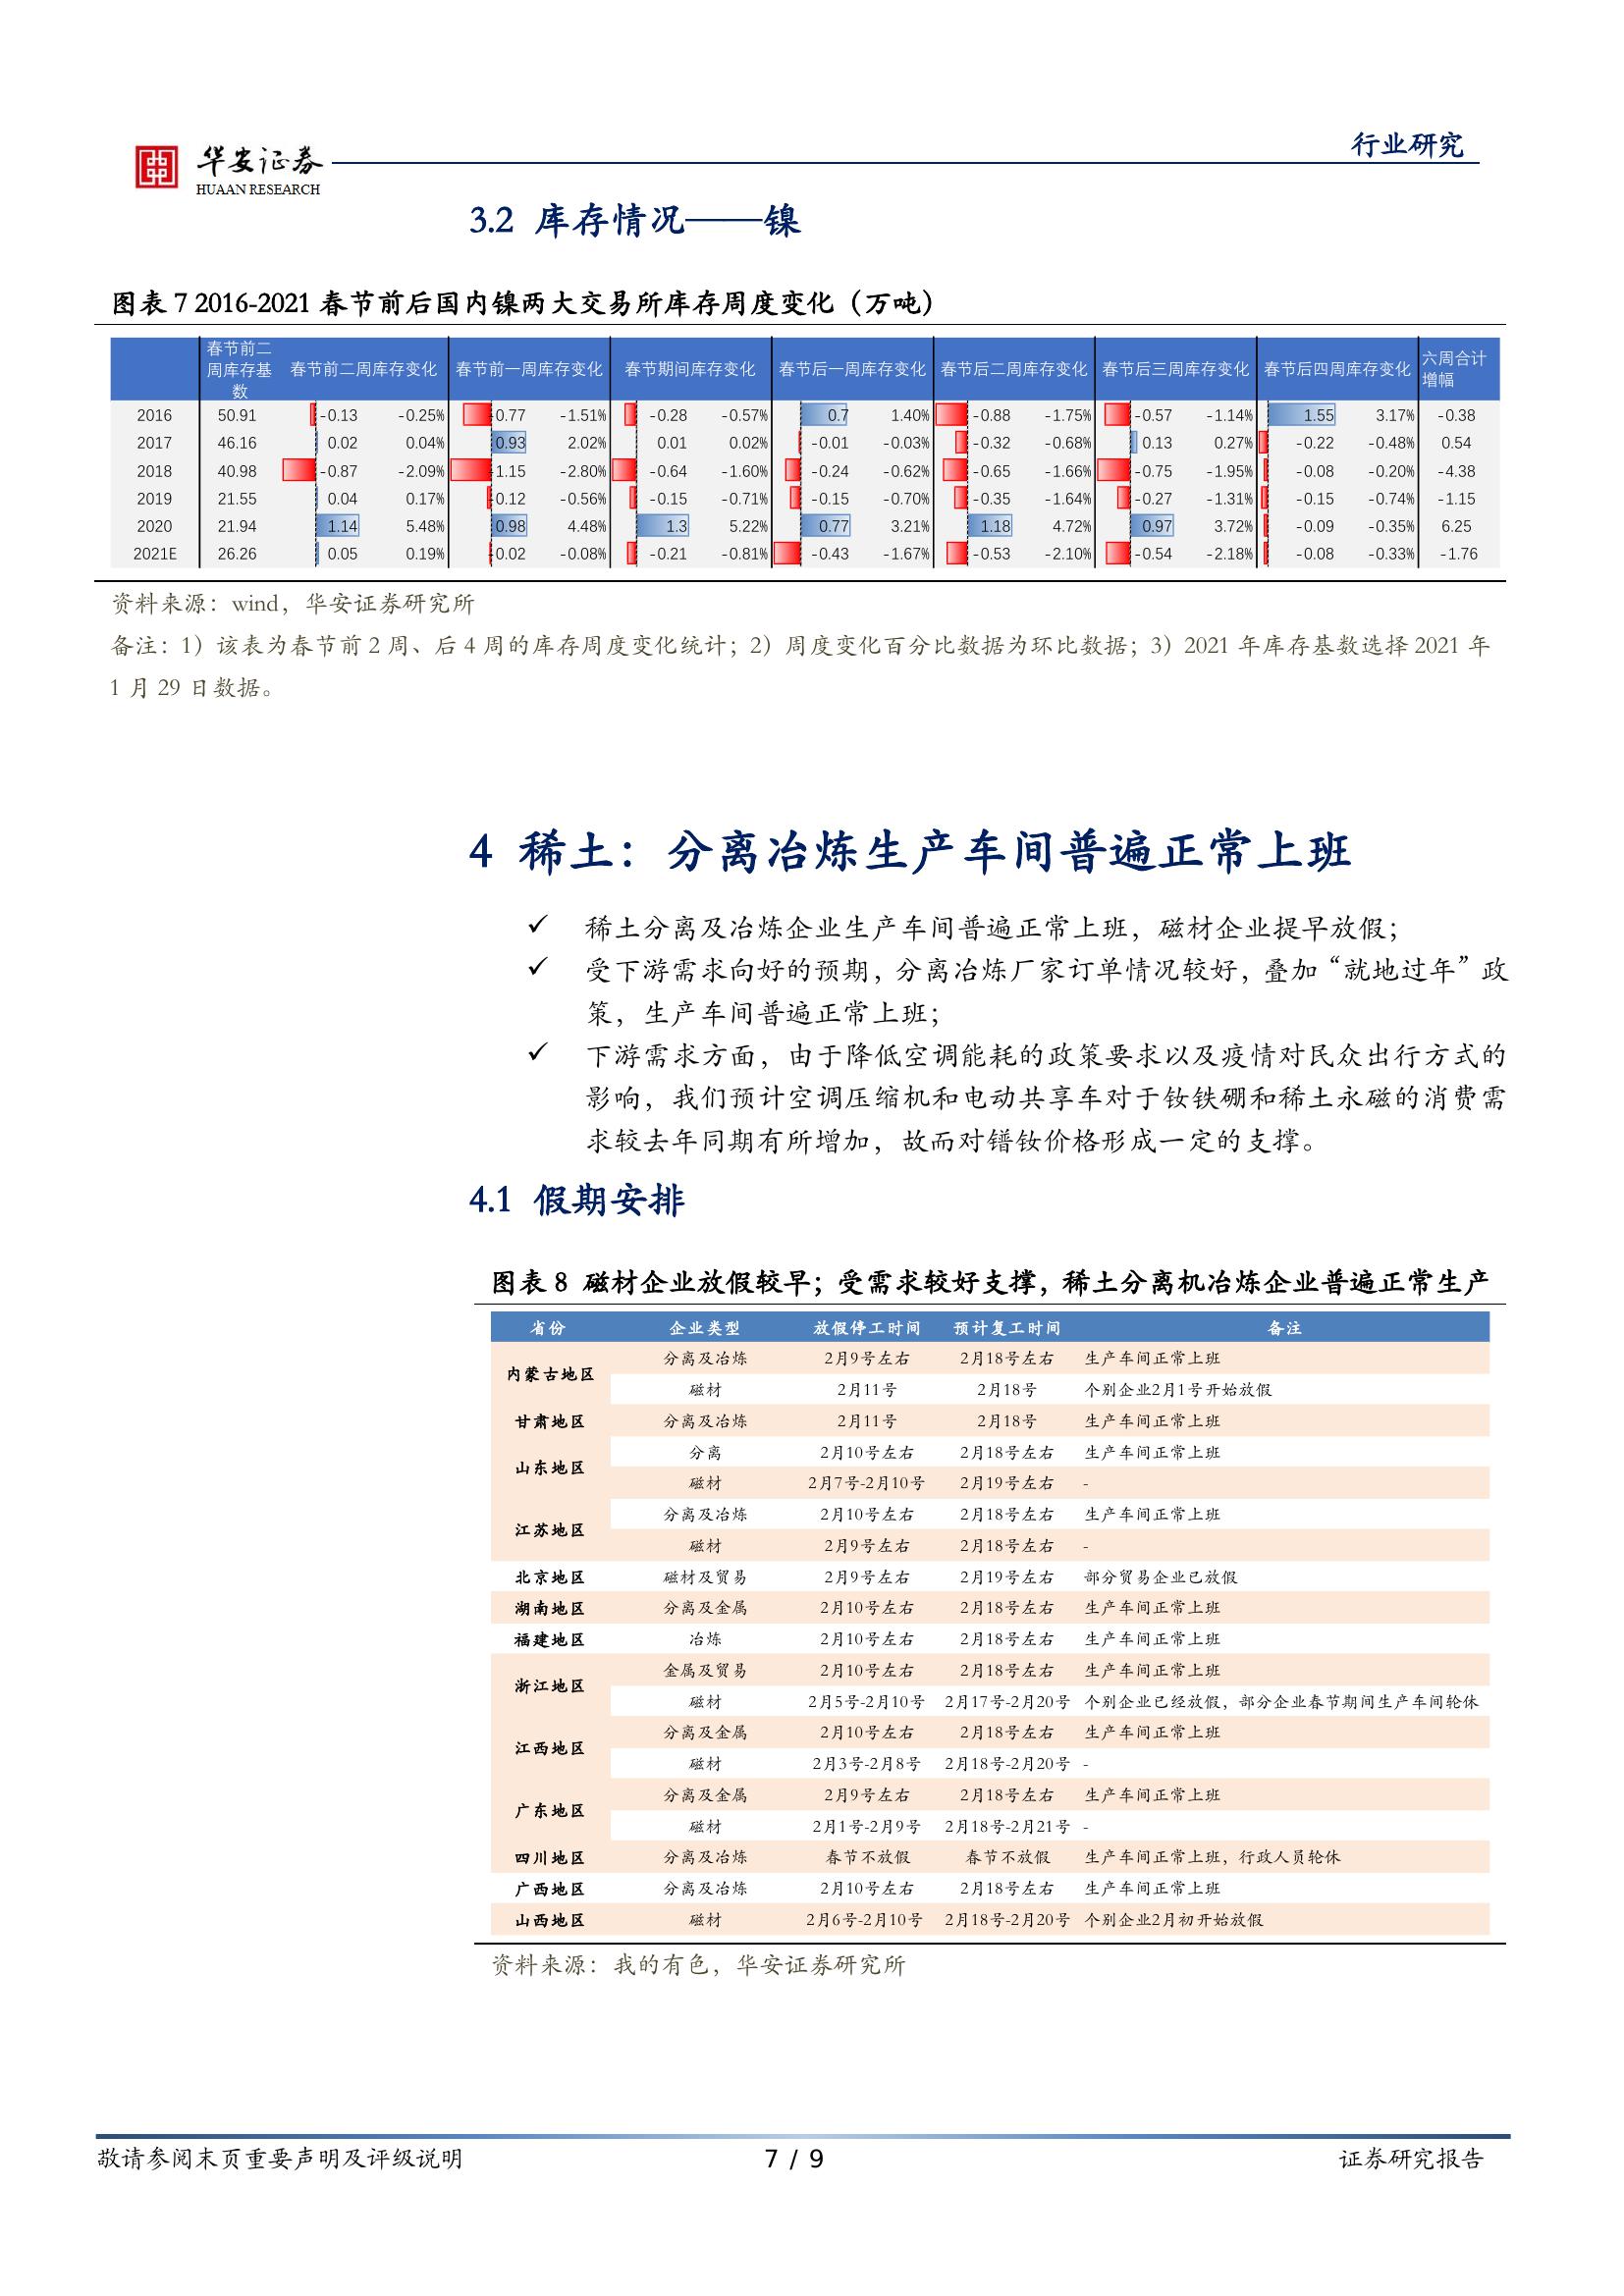 行业研究
华安证券
HUAAN RESEARCH
3.2 库存情况——镍
图表 7 2016-2021 春节前后国内镍两大交易所库存周度变化（万吨）
春节前二周库存基数 春节前二周库存变化 春节前一周库存变化 春节期间库存变化 春节后一周库存变化 春节后二周库存变化 春节后三周库存变化 春节后四周库存变化 六周合计增幅
2016 50.91 -0.13 -0.25% -0.77 -1.51% -0.28 -0.57% 0.7 1.40% -0.88 -1.75% -0.57 -1.14% 1.55 3.17% -0.38
2017 46.16 0.02 0.04% 0.93 2.02% 0.01 0.02% -0.01 -0.03% -0.32 -0.68% 0.13 0.27% -0.22 -0.48% 0.54
2018 40.98 -0.87 -2.09% -1.15 -2.80% -0.64 -1.60% -0.24 -0.62% -0.65 -1.66% -0.75 -1.95% -0.08 -0.20% -4.38
2019 21.55 0.04 0.17% -0.12 -0.56% -0.15 -0.71% -0.15 -0.70% -0.35 -1.64% -0.27 -1.31% -0.15 -0.74% -1.15
2020 21.94 1.14 5.48% 0.98 4.48% 1.3 5.22% 0.77 3.21% 1.18 4.72% 0.97 3.72% -0.09 -0.35% 6.25
2021E 26.26 0.05 0.19% -0.02 -0.08% -0.21 -0.81% -0.43 -1.67% -0.53 -2.10% -0.54 -2.18% -0.08 -0.33% -1.76
资料来源：wind，华安证券研究所
备注：1）该表为春节前 2 周、后 4 周的库存周度变化统计；2）周度变化百分比数据为环比数据；3）2021 年库存基数选择 2021 年
1 月 29 日数据。
4 稀土：分离冶炼生产车间普遍正常上班
✓ 稀土分离及冶炼企业生产车间普遍正常上班，磁材企业提早放假；
✓ 受下游需求向好的预期，分离冶炼厂家订单情况较好，叠加“就地过年”政
策，生产车间普遍正常上班；
✓ 下游需求方面，由于降低空调能耗的政策要求以及疫情对民众出行方式的
影响，我们预计空调压缩机和电动共享车对于钕铁硼和稀土永磁的消费需
求较去年同期有所增加，故而对镨钕价格形成一定的支撑。
4.1 假期安排
图表 8 磁材企业放假较早；受需求较好支撑，稀土分离机冶炼企业普遍正常生产
省份 企业类型 放假停工时间 预计复工时间 备注
内蒙古地区 分离及冶炼 2月9号左右 2月18号左右 生产车间正常上班
磁材 2月11号 2月18号 个别企业2月1号开始放假
甘肃地区 分离及冶炼 2月11号 2月18号 生产车间正常上班
山东地区 分离 2月10号左右 2月18号左右 生产车间正常上班
磁材 2月7号-2月10号 2月19号左右 -
江苏地区 分离及冶炼 2月10号左右 2月18号左右 生产车间正常上班
磁材 2月9号左右 2月18号左右 -
北京地区 磁材及贸易 2月9号左右 2月19号左右 部分贸易企业已放假
湖南地区 分离及金属 2月10号左右 2月18号左右 生产车间正常上班
福建地区 冶炼 2月10号左右 2月18号左右 生产车间正常上班
浙江地区 金属及贸易 2月10号左右 2月18号左右 生产车间正常上班
磁材 2月5号-2月10号 2月17号-2月20号 个别企业已经放假，部分企业春节期间生产车间轮休
江西地区 分离及金属 2月10号左右 2月18号左右 生产车间正常上班
磁材 2月3号-2月8号 2月18号-2月20号 -
广东地区 分离及金属 2月9号左右 2月18号左右 生产车间正常上班
磁材 2月1号-2月9号 2月18号-2月21号 -
四川地区 分离及冶炼 春节不放假 春节不放假 生产车间正常上班，行政人员轮休
广西地区 分离及冶炼 2月10号左右 2月18号左右 生产车间正常上班
山西地区 磁材 2月6号-2月10号 2月18号-2月20号 个别企业2月初开始放假
资料来源：我的有色，华安证券研究所
敬请参阅末页重要声明及评级说明 7 / 9 证券研究报告